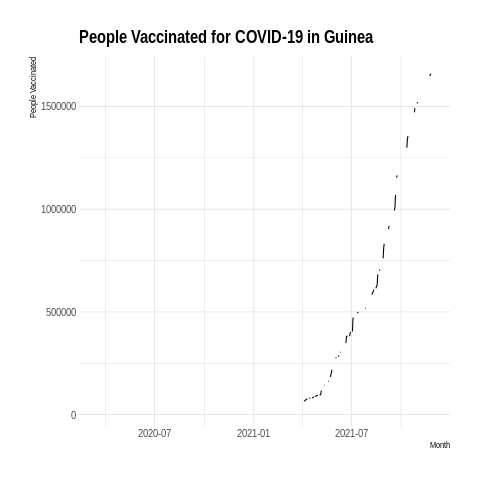 People Vaccinated for COVID-19 in Guinea
People Vaccinated
1500000
1000000
500000
0
2020-07 2021-01 2021-07
Month